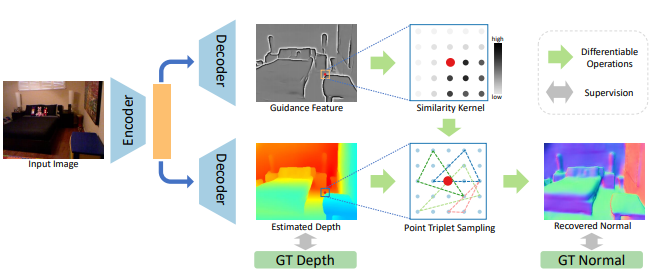 Input Image
Encoder
Decoder
Decoder
Guidance Feature
Similarity Kernel
high
low
Differentiable
Operations
Supervision
Estimated Depth
Point Triplet Sampling
Recovered Normal
GT Depth
GT Normal